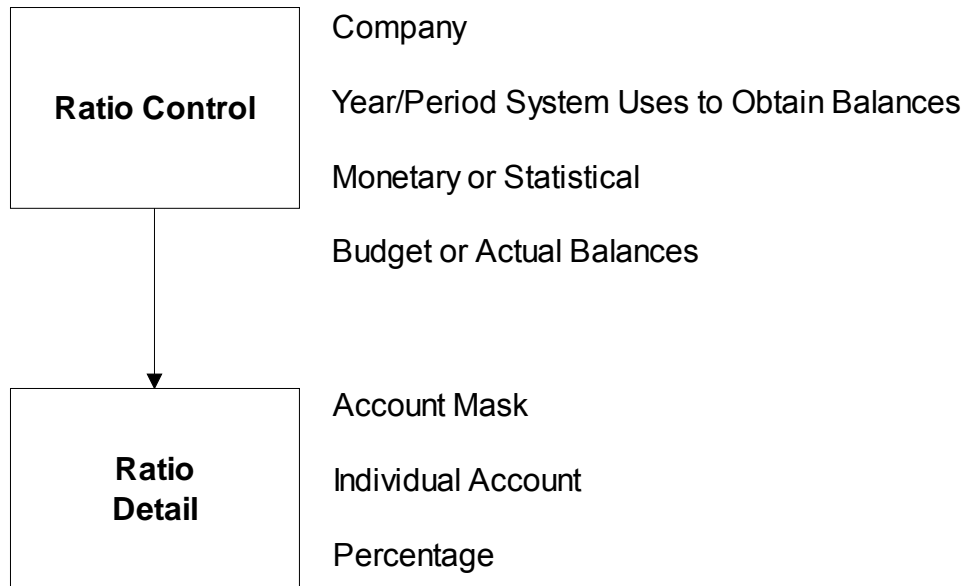 Company
Ratio Control
Year/Period System Uses to Obtain Balances
Monetary or Statistical
Budget or Actual Balances
Account Mask
Ratio
Detail
Individual Account
Percentage